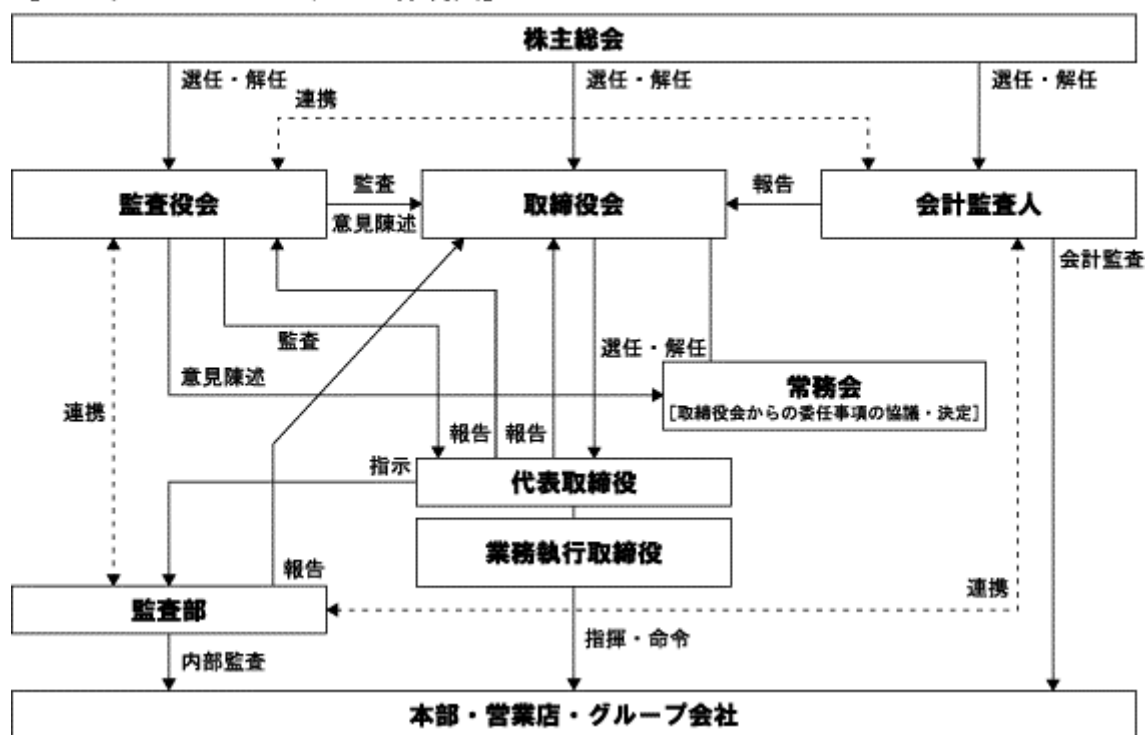 株主総会
選任・解任
選任・解任
選任・解任
連携
監査役会
監査
意見陳述
取締役会
報告
会計監査人
会計監査
監査
選任・解任
意見陳述
常務会
[取締役会からの委任事項の協議・決定]
連携
報告
報告
指示
代表取締役
業務執行取締役
報告
連携
監査部
内部監査
指揮・命令
本部・営業店・グループ会社